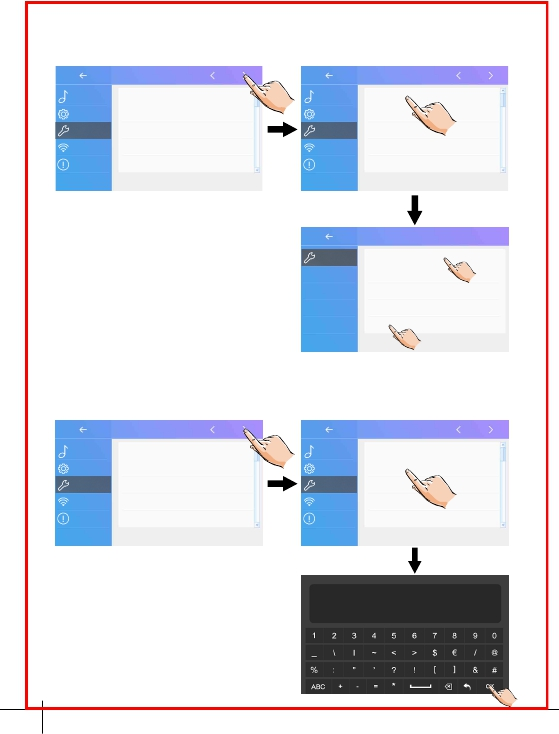 1 2 3 4 5 6 7 8 9 0
_ \ | ~ < > $ € / @
% : " ' ? ! [ ] & #
ABC + - = *